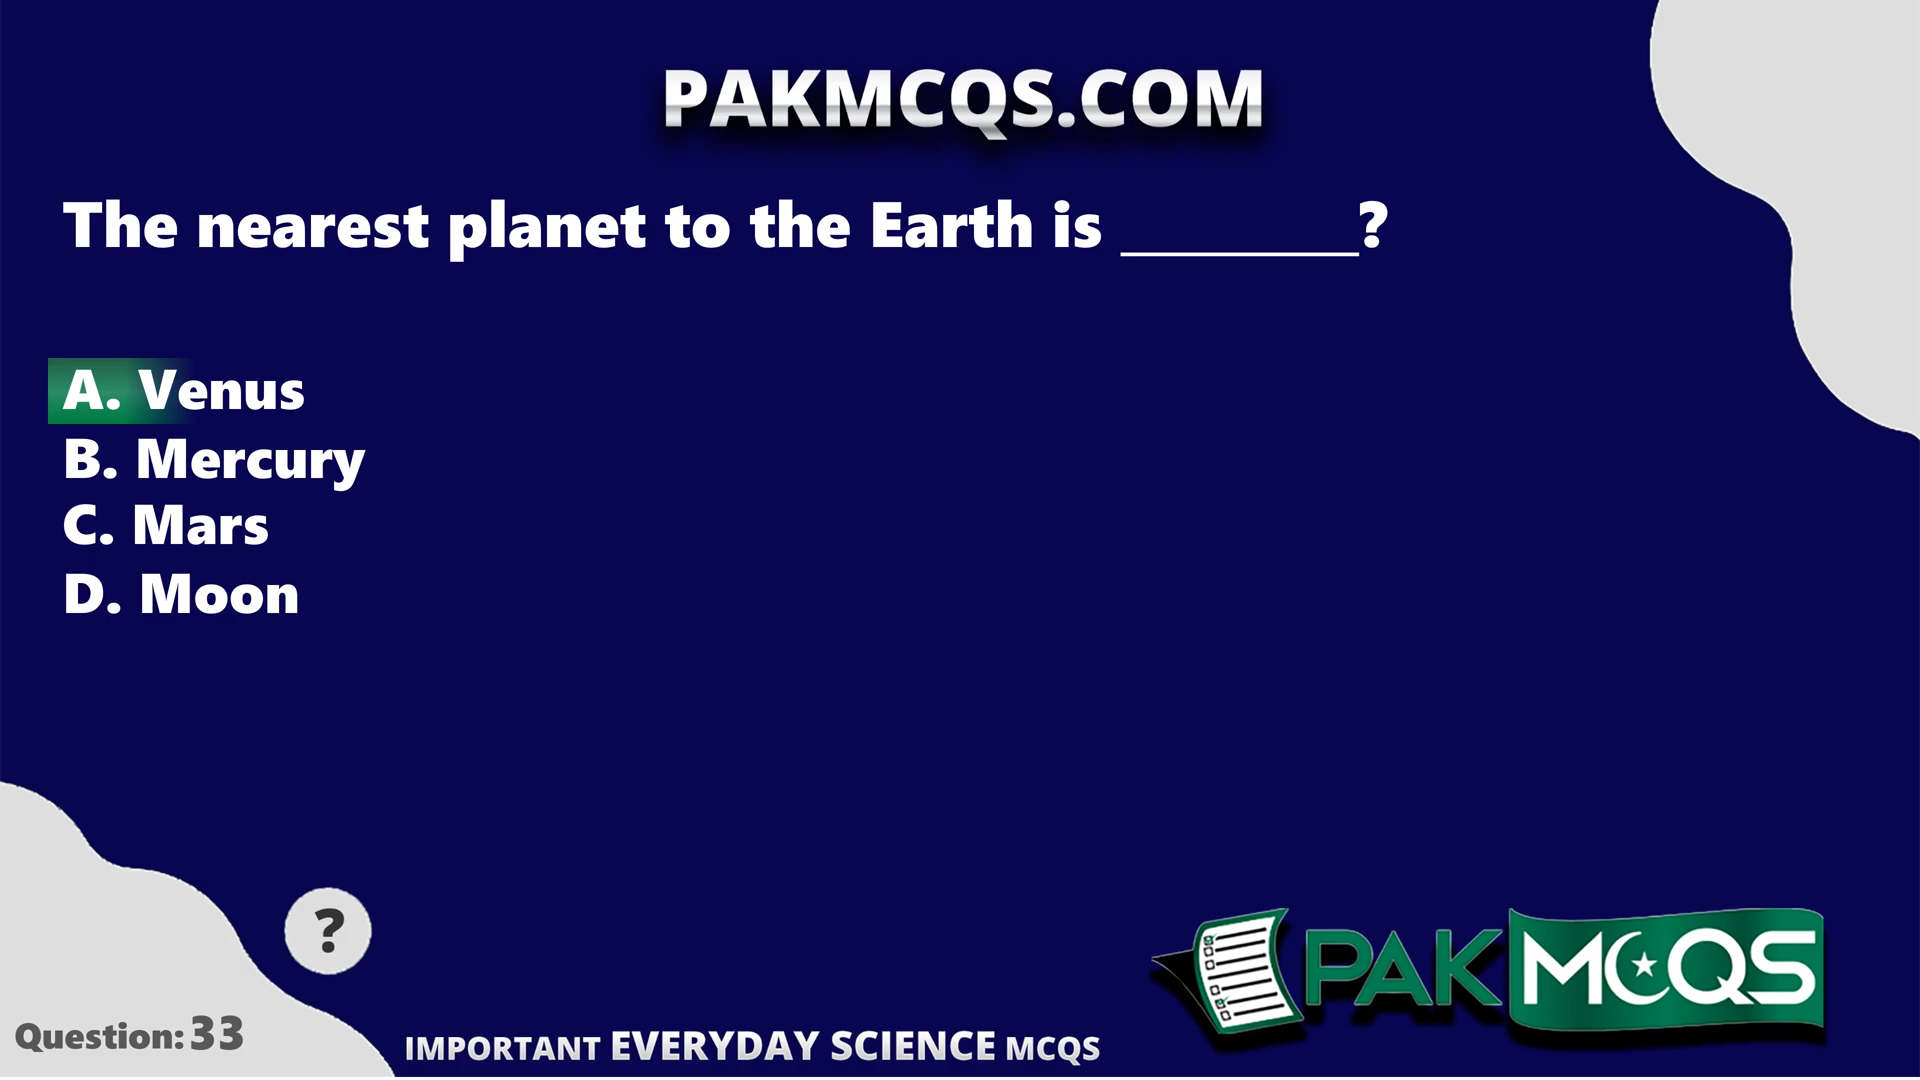 PAKMCQS.COM
The nearest planet to the Earth is ________?
A. Venus
B. Mercury
C. Mars
D. Moon
?
PAKMCQS
Question: 33
IMPORTANT EVERYDAY SCIENCE MCQS